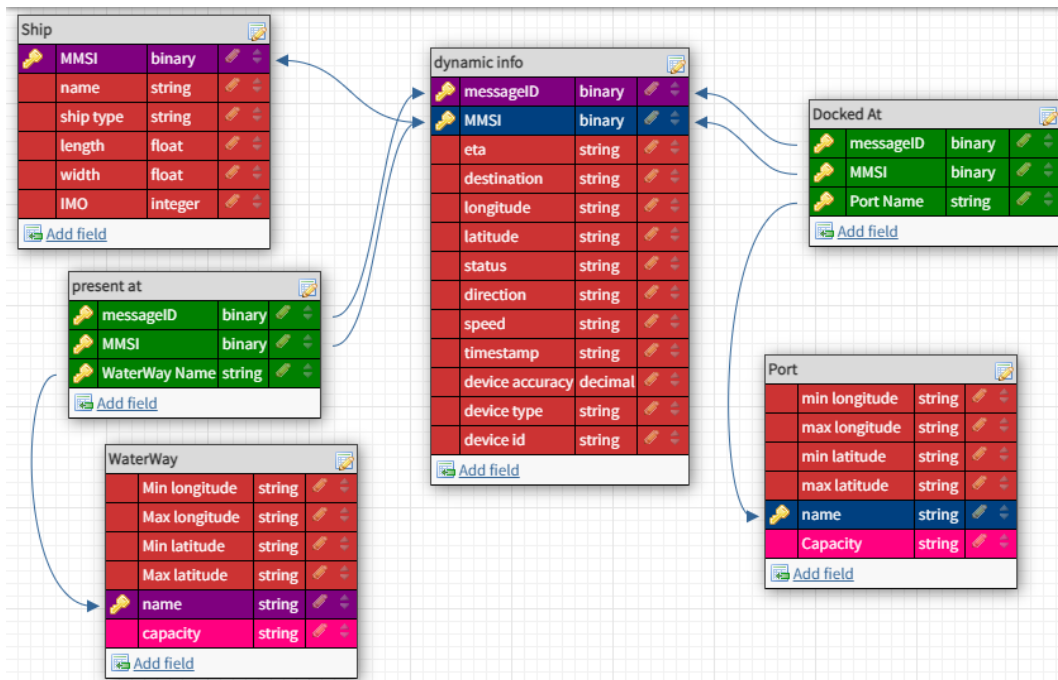 Ship
MMSI binary
name string
ship type string
length float
width float
IMO integer
Add field
dynamic info
messageID binary
MMSI binary
eta string
destination string
longitude string
latitude string
status string
direction string
speed string
timestamp string
device accuracy decimal
device type string
device id string
Add field
Docked At
messageID binary
MMSI binary
Port Name string
Add field
present at
messageID binary
MMSI binary
WaterWay Name string
Add field
Port
min longitude string
max longitude string
min latitude string
max latitude string
name string
Capacity string
Add field
WaterWay
Min longitude string
Max longitude string
Min latitude string
Max latitude string
name string
capacity string
Add field